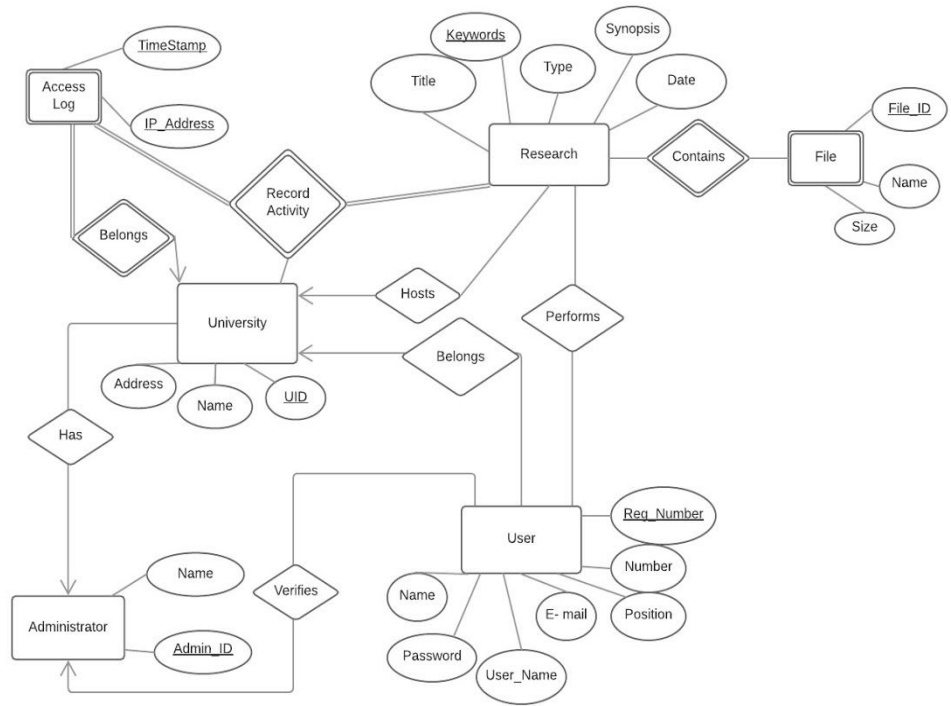 TimeStamp
Access
Log
IP_Address
Keywords
Synopsis
Title
Type
Date
File_ID
Research
Contains
File
Name
Size
Record
Activity
Belongs
Hosts
University
Performs
Belongs
Address
Name
UID
Has
Reg_Number
User
Number
Name
Verifies
Name
E- mail
Position
Administrator
Admin_ID
Password
User_Name